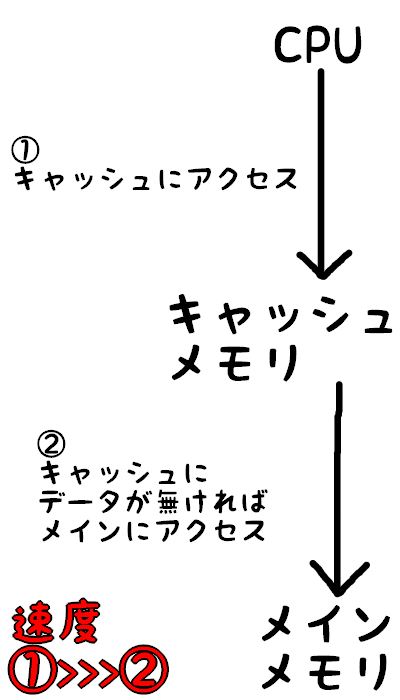 CPU
①
キャッシュにアクセス
キャッシュ
メモリ
②
キャッシュに
データが無ければ
メインにアクセス
メイン
メモリ
速度
①>>>②